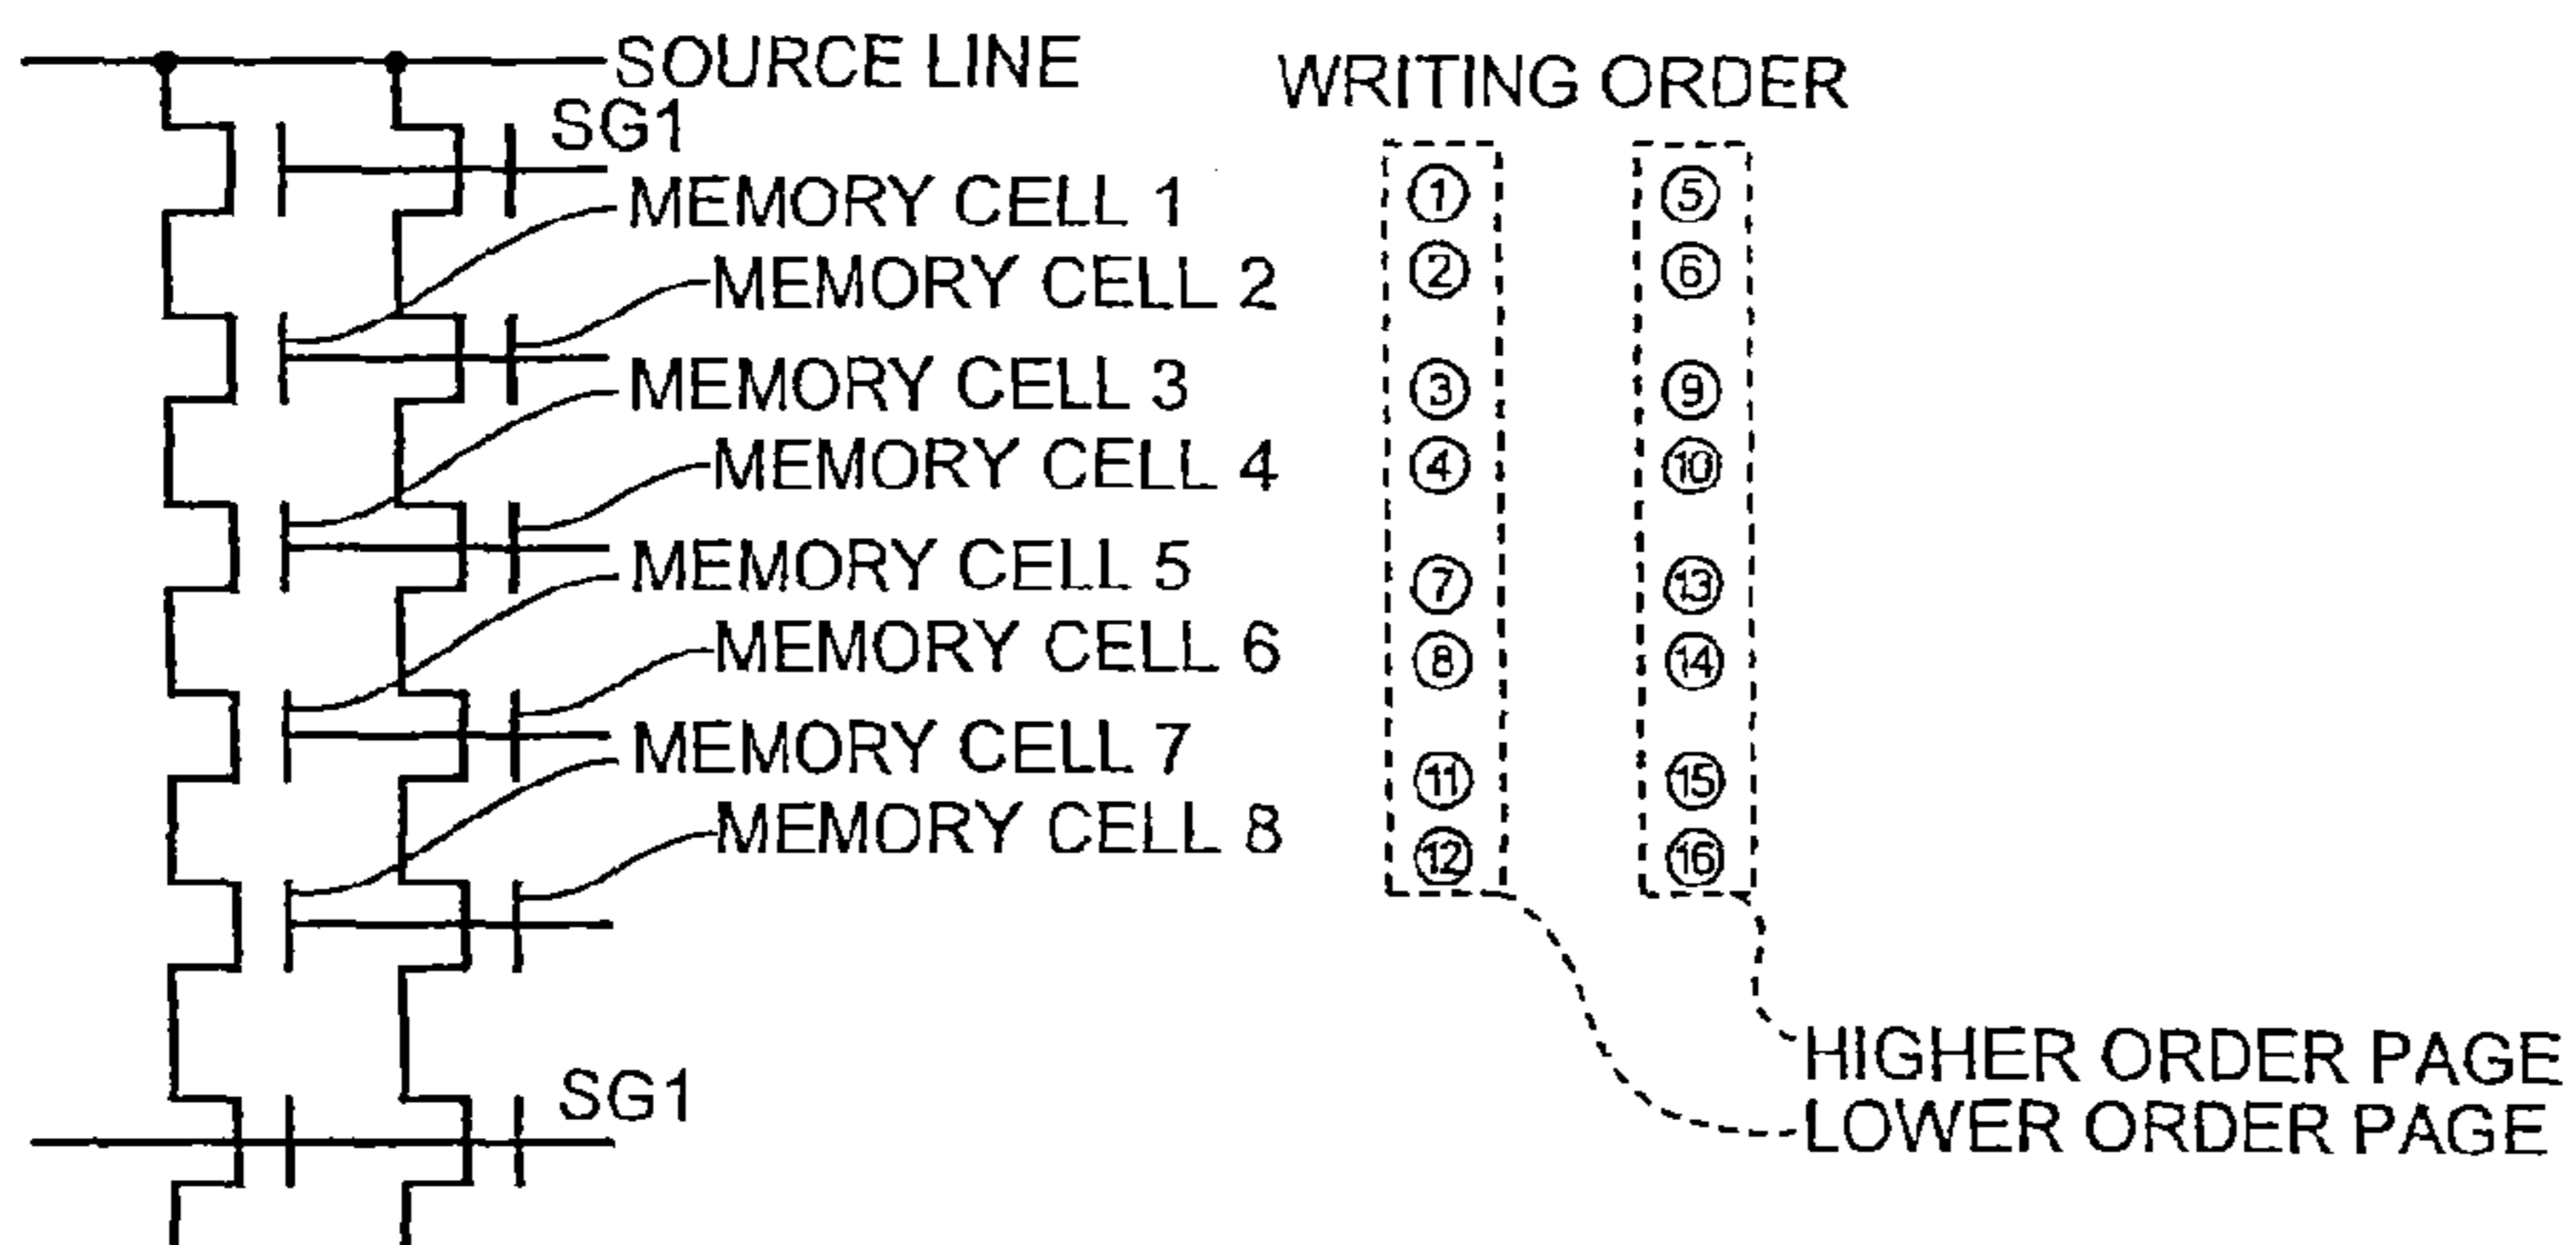 SOURCE LINE
WRITING ORDER
SG1
MEMORY CELL 1
① ⑤
MEMORY CELL 2
② ⑥
MEMORY CELL 3
③ ⑨
MEMORY CELL 4
④ ⑩
MEMORY CELL 5
⑦ ⑬
MEMORY CELL 6
⑧ ⑭
MEMORY CELL 7
⑪ ⑮
MEMORY CELL 8
⑫ ⑯
HIGHER ORDER PAGE
SG1
LOWER ORDER PAGE